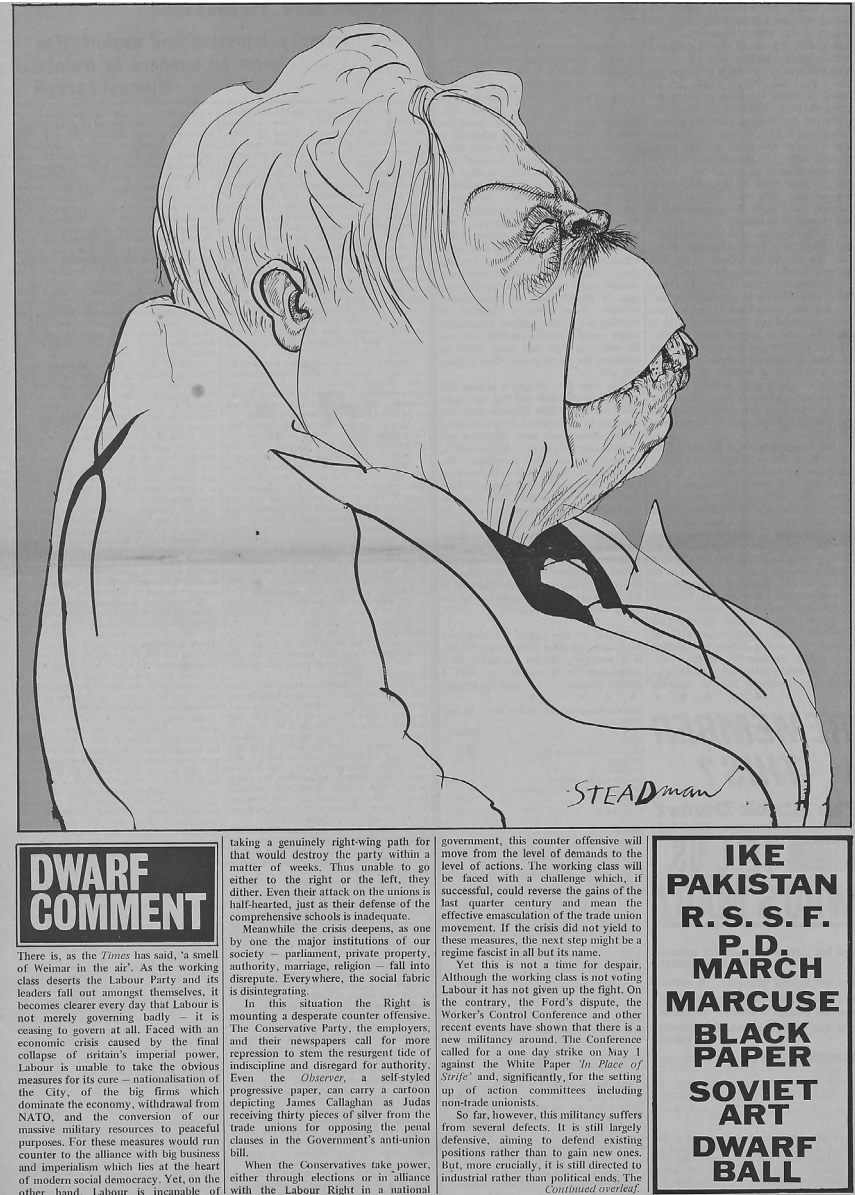 STEADman
DWARF
COMMENT
There is, as the Times has said, 'a smell
of Weimar in the air'. As the working
class deserts the Labour Party and its
leaders fall out amongst themselves, it
becomes clearer every day that Labour is
not merely governing badly — it is
ceasing to govern at all. Faced with an
economic crisis caused by the final
collapse of Britain's imperial power,
Labour is unable to take the obvious
measures for its cure — nationalisation of
the City, of the big firms which
dominate the economy, withdrawal from
NATO, and the conversion of our
massive military resources to peaceful
purposes. For these measures would run
counter to the alliance with big business
and imperialism which lies at the heart
of modern social democracy. Yet, on the
other hand, Labour is incapable of
taking a genuinely right-wing path for
that would destroy the party within a
matter of weeks. Thus unable to go
either to the right or the left, they
dither. Even their attack on the unions is
half-hearted, just as their defense of the
comprehensive schools is inadequate.
Meanwhile the crisis deepens, as one
by one the major institutions of our
society — parliament, private property,
authority, marriage, religion — fall into
disrepute. Everywhere, the social fabric
is disintegrating.
In this situation the Right is
mounting a desperate counter offensive.
The Conservative Party, the employers,
and their newspapers call for more
repression to stem the resurgent tide of
indiscipline and disregard for authority.
Even the Observer, a self-styled
progressive paper, can carry a cartoon
depicting James Callaghan as Judas
receiving thirty pieces of silver from the
trade unions for opposing the penal
clauses in the Government's anti-union
bill.
When the Conservatives take power,
either through elections or in alliance
with the Labour Right in a national
government, this counter offensive will
move from the level of demands to the
level of actions. The working class will
be faced with a challenge which, if
successful, could reverse the gains of the
last quarter century and mean the
effective emasculation of the trade union
movement. If the crisis did not yield to
these measures, the next step might be a
regime fascist in all but its name.
Yet this is not a time for despair.
Although the working class is not voting
Labour it has not given up the fight. On
the contrary, the Ford's dispute, the
Worker's Control Conference and other
recent events have shown that there is a
new militancy around. The Conference
called for a one day strike on May 1
against the White Paper 'In Place of
Strife' and, significantly, for the setting
up of action committees including
non-trade unionists.
So far, however, this militancy suffers
from several defects. It is still largely
defensive, aiming to defend existing
positions rather than to gain new ones.
But, more crucially, it is still directed to
industrial rather than political ends. The
Continued overleaf.
IKE
PAKISTAN
R. S. S. F.
P.D.
MARCH
MARCUSE
BLACK
PAPER
SOVIET
ART
DWARF
BALL